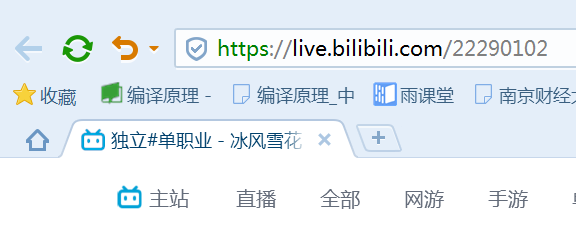 https://live.bilibili.com/22290102
收藏 编译原理 - 编译原理_中 雨课堂 南京财经
独立#单职业 - 冰风雪花
主站 直播 全部 网游 手游